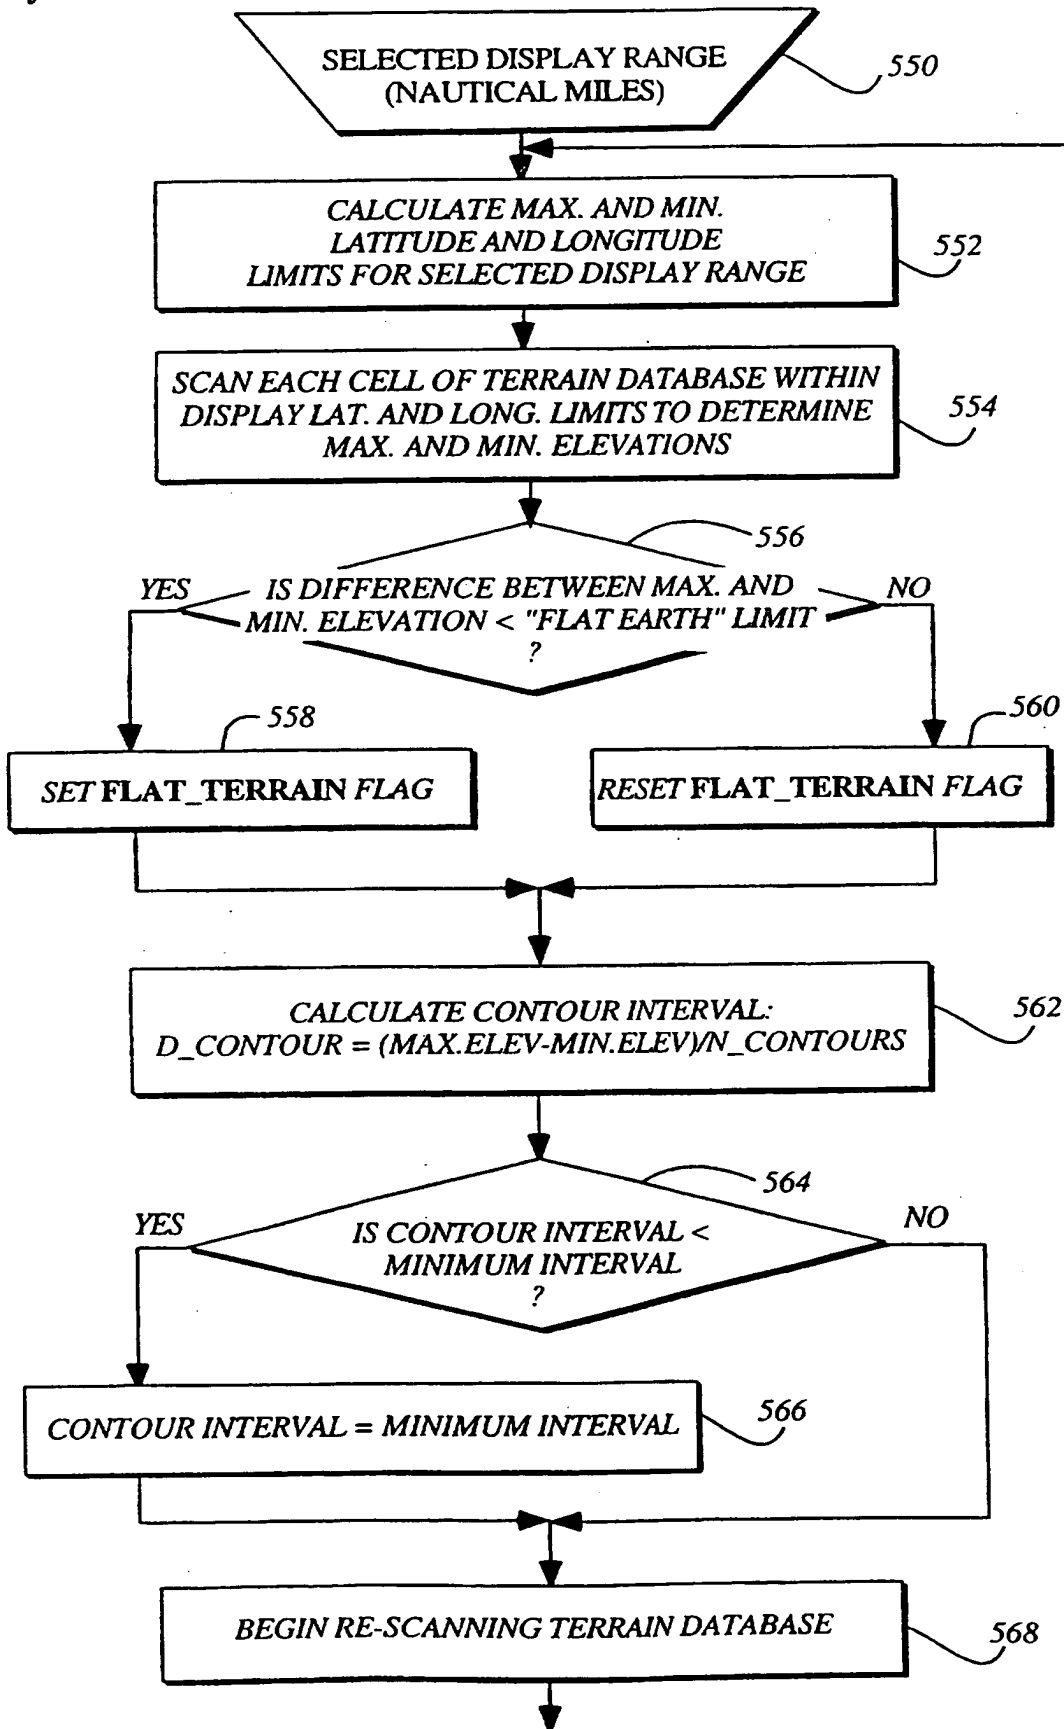 SELECTED DISPLAY RANGE
(NAUTICAL MILES)
550
CALCULATE MAX. AND MIN.
LATITUDE AND LONGITUDE
LIMITS FOR SELECTED DISPLAY RANGE
552
SCAN EACH CELL OF TERRAIN DATABASE WITHIN
DISPLAY LAT. AND LONG. LIMITS TO DETERMINE
MAX. AND MIN. ELEVATIONS
554
556
YES
IS DIFFERENCE BETWEEN MAX. AND
MIN. ELEVATION < "FLAT EARTH" LIMIT
?
NO
558
SET FLAT_TERRAIN FLAG
560
RESET FLAT_TERRAIN FLAG
CALCULATE CONTOUR INTERVAL:
D_CONTOUR = (MAX.ELEV-MIN.ELEV)/N_CONTOURS
562
564
YES
IS CONTOUR INTERVAL <
MINIMUM INTERVAL
?
NO
CONTOUR INTERVAL = MINIMUM INTERVAL
566
BEGIN RE-SCANNING TERRAIN DATABASE
568